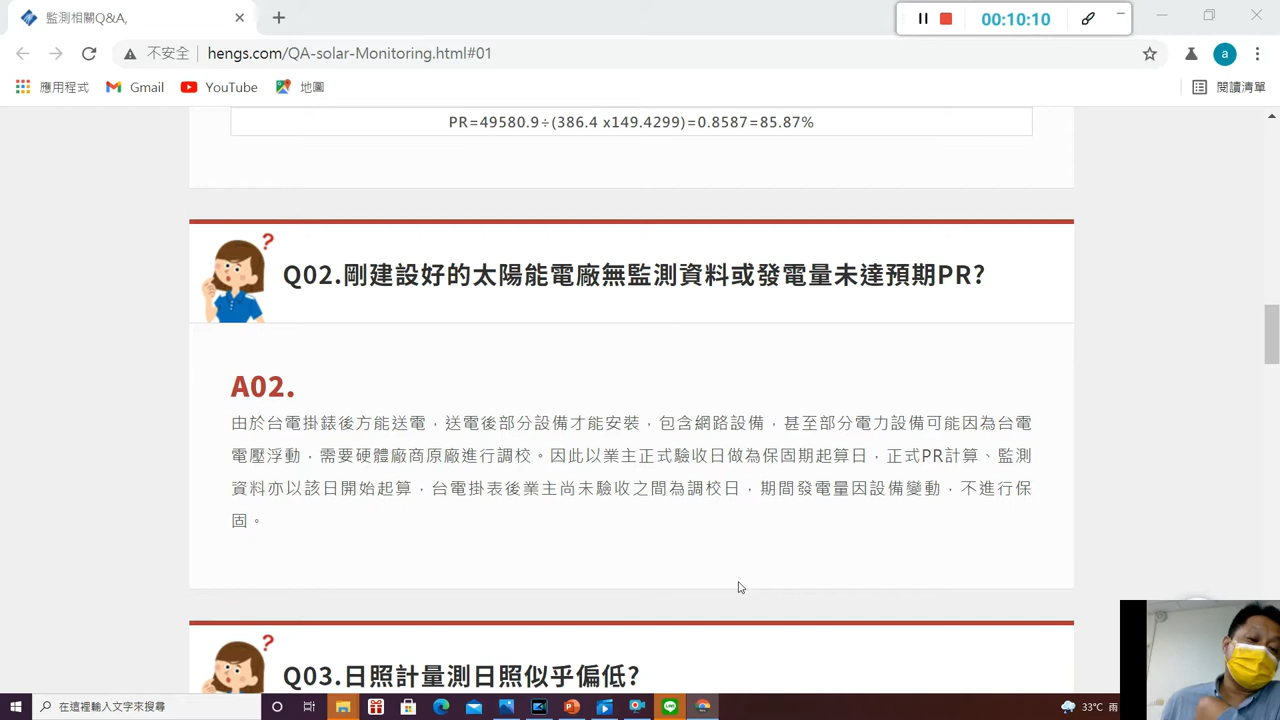 監測相關Q&A,
00:10:10
不安全
hengs.com/QA-solar-Monitoring.html#01
a
應用程式
Gmail
YouTube
地圖
閱讀清單
PR=49580.9÷(386.4 x149.4299)=0.8587=85.87%
?
Q02.剛建設好的太陽能電廠無監測資料或發電量未達預期PR?
A02.
由於台電掛錶後方能送電，送電後部分設備才能安裝，包含網路設備，甚至部分電力設備可能因為台電
電壓浮動，需要硬體廠商原廠進行調校。因此以業主正式驗收日做為保固期起算日，正式PR計算、監測
資料亦以該日開始起算，台電掛表後業主尚未驗收之間為調校日，期間發電量因設備變動，不進行保
固。
?
Q03.日照計量測日照似乎偏低?
在這裡輸入文字來搜尋
33°C
雨